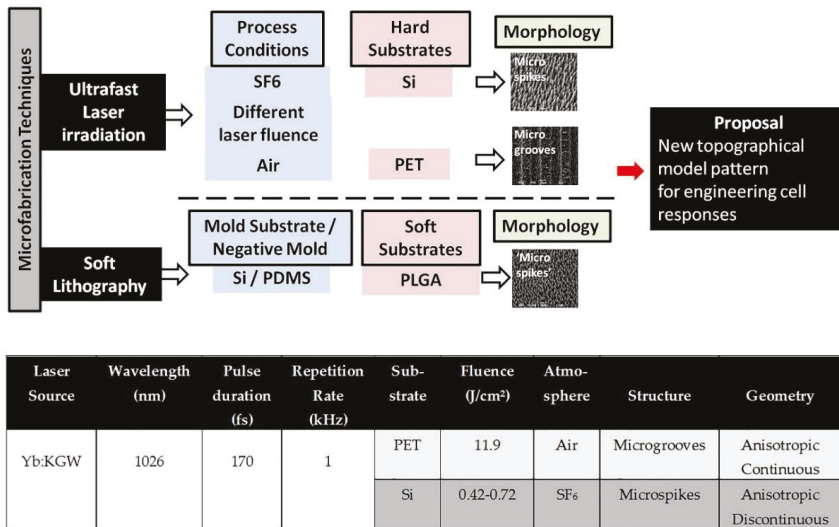 Microfabrication Techniques
Process
Conditions
Hard
Substrates
Morphology
Ultrafast
Laser
irradiation
SF6
Different
laser fluence
Air
Si
PET
Micro
spikes
Micro
grooves
Proposal
New topographical
model pattern
for engineering cell
responses
Mold Substrate /
Negative Mold
Soft
Substrates
Morphology
Soft
Lithography
Si / PDMS
PLGA
'Micro
spikes'
Laser Source Wavelength (nm) Pulse duration (fs) Repetition Rate (kHz) Sub-strate Fluence (J/cm²) Atmo-sphere Structure Geometry
Yb:KGW 1026 170 1
PET 11.9 Air Microgrooves Anisotropic
Continuous
Si 0.42-0.72 SF₆ Microspikes Anisotropic
Discontinuous